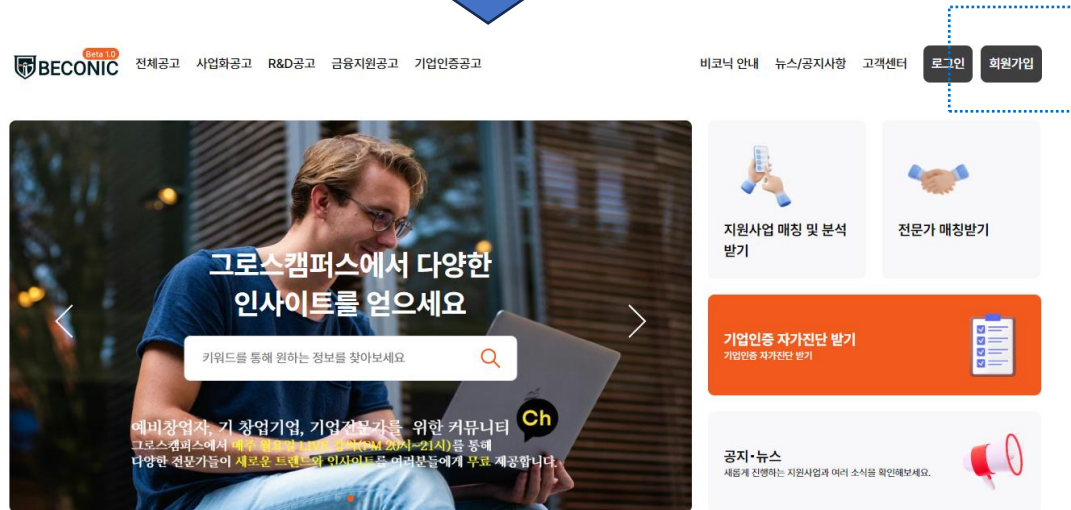 BECONIC Beta 1.0
전체공고 사업화공고 R&D공고 금융지원공고 기업인증공고
비코닉 안내 뉴스/공지사항 고객센터 로그인 회원가입
그로스캠퍼스에서 다양한
인사이트를 얻으세요
키워드를 통해 원하는 정보를 찾아보세요
예비창업자, 기 창업기업, 기업전문가를 위한 커뮤니티
Ch
그로스캠퍼스에서 매주 월요일 LIVE 강의(PM 20시~21시)를 통해
다양한 전문가들이 새로운 트렌드와 인사이트를 여러분들에게 무료 제공합니다.
지원사업 매칭 및 분석
받기
전문가 매칭받기
기업인증 자가진단 받기
기업인증 자가진단 받기
공지·뉴스
새롭게 진행하는 지원사업과 여러 소식을 확인해보세요.